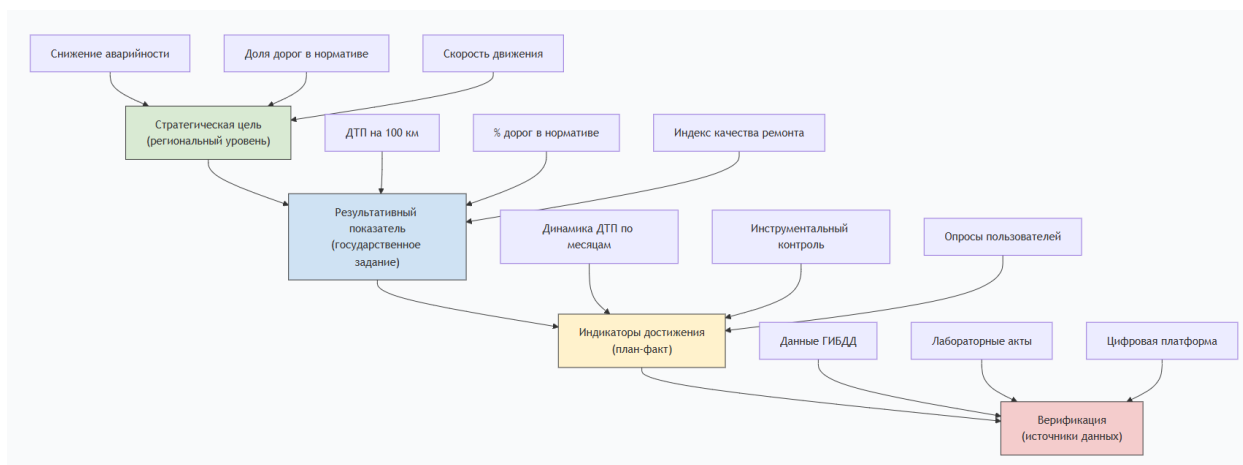 Снижение аварийности
Доля дорог в нормативе
Скорость движения
Стратегическая цель
(региональный уровень)
ДТП на 100 км
% дорог в нормативе
Индекс качества ремонта
Результативный
показатель
(государственное
задание)
Динамика ДТП по
месяцам
Инструментальный
контроль
Опросы пользователей
Индикаторы достижения
(план-факт)
Данные ГИБДД
Лабораторные акты
Цифровая платформа
Верификация
(источники данных)